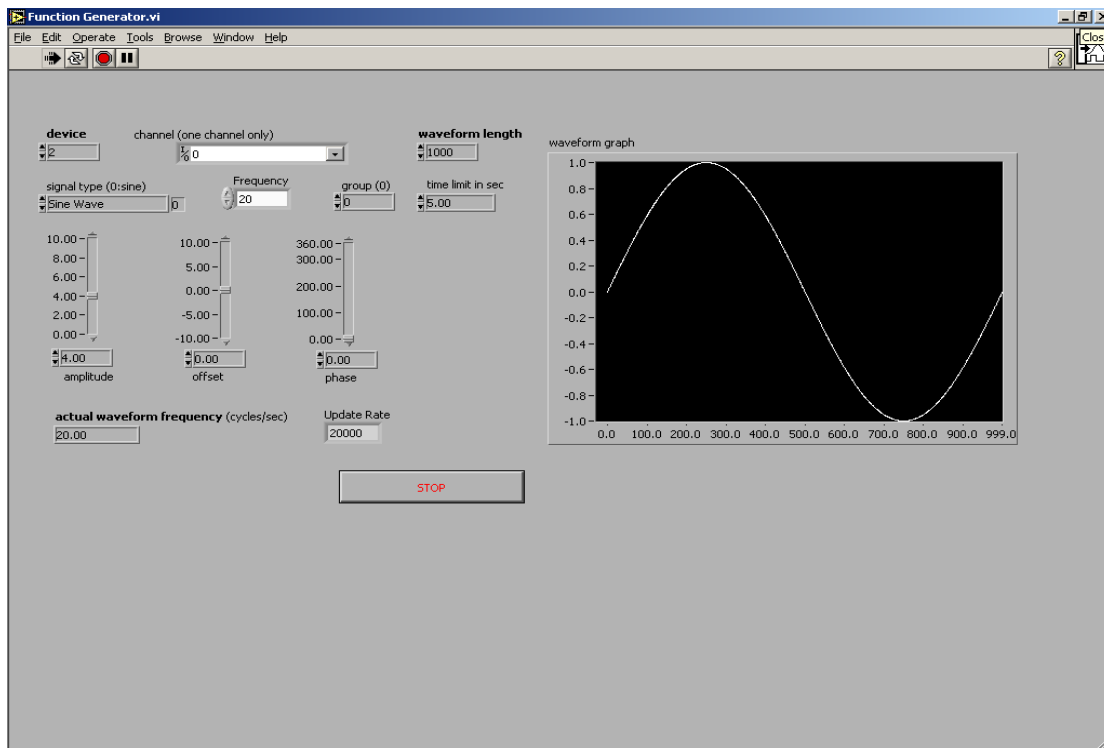 Function Generator.vi
File Edit Operate Tools Browse Window Help
Clos
device
2
channel (one channel only)
I/O 0
waveform length
1000
signal type (0:sine)
Sine Wave 0
Frequency
20
group (0)
0
time limit in sec
5.00
10.00
8.00
6.00
4.00
2.00
0.00
4.00
amplitude
10.00
5.00
0.00
-5.00
-10.00
0.00
offset
360.00
300.00
200.00
100.00
0.00
0.00
phase
actual waveform frequency (cycles/sec)
20.00
Update Rate
20000
STOP
waveform graph
1.0
0.8
0.6
0.4
0.2
0.0
-0.2
-0.4
-0.6
-0.8
-1.0
0.0 100.0 200.0 300.0 400.0 500.0 600.0 700.0 800.0 900.0 999.0